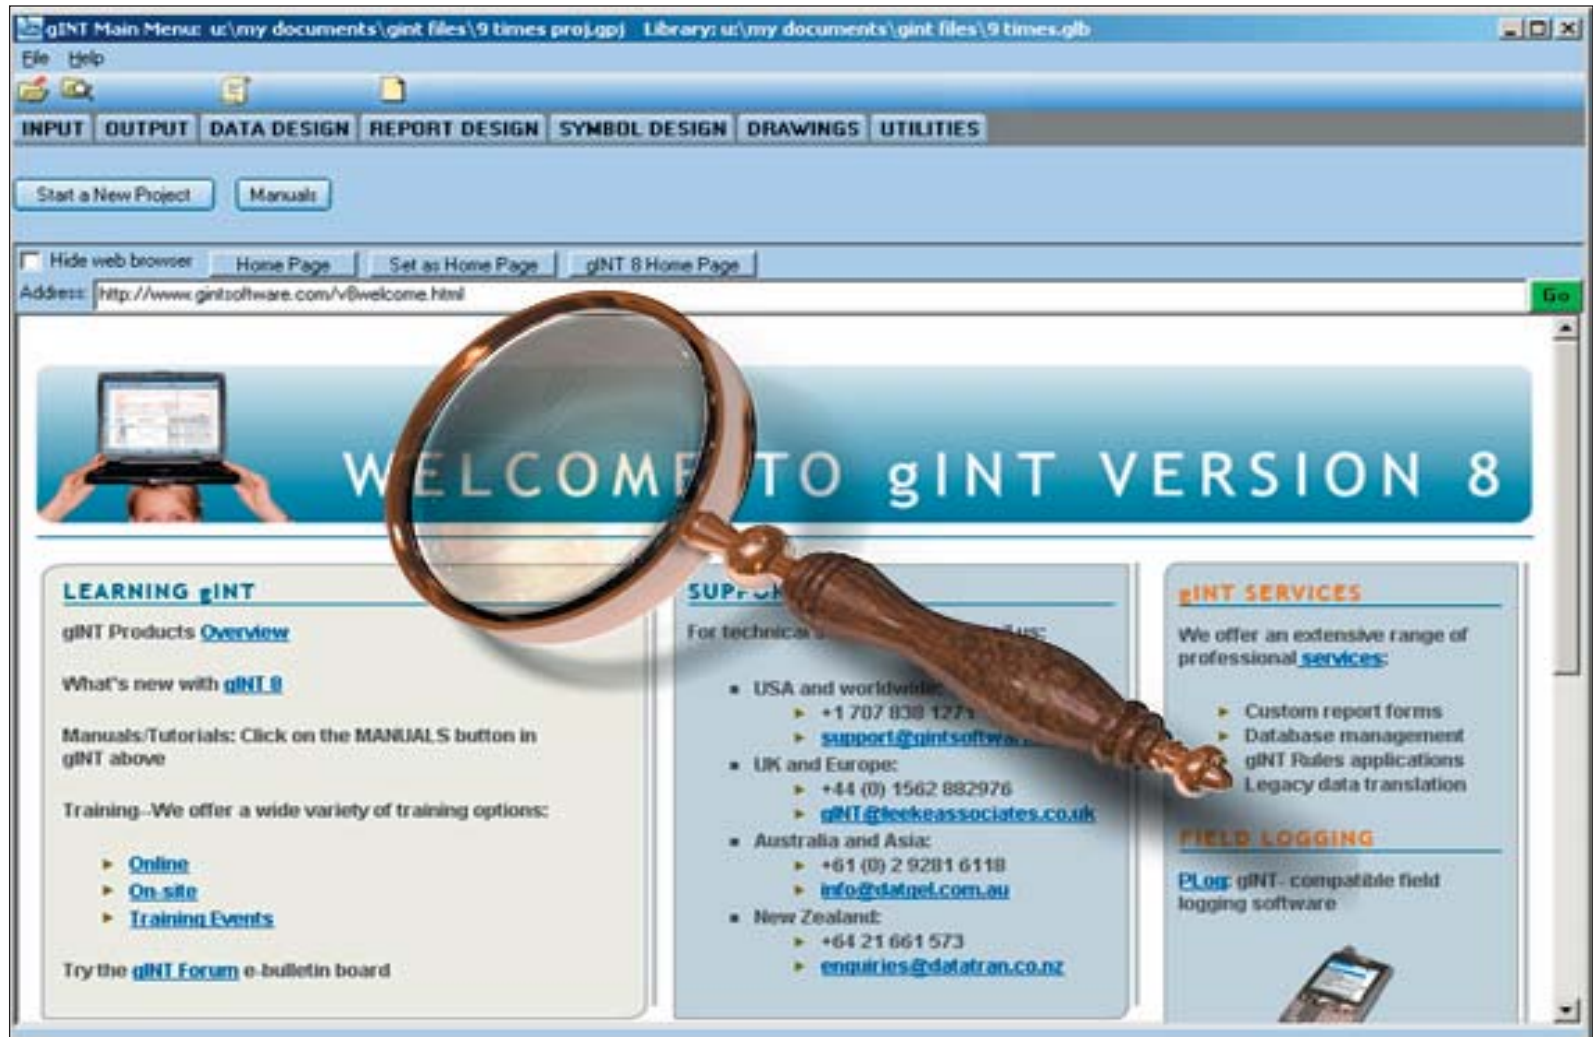 gINT Main Menu: u:\my documents\gint files\9 times proj.gpj Library: u:\my documents\gint files\9 times.glb
File Help
INPUT OUTPUT DATA DESIGN REPORT DESIGN SYMBOL DESIGN DRAWINGS UTILITIES
Start a New Project Manuals
Hide web browser Home Page Set as Home Page gINT 8 Home Page
Address: http://www.gintsoftware.com/v8welcome.html Go
WELCOME TO gINT VERSION 8
LEARNING gINT
gINT Products Overview
What's new with gINT 8
Manuals/Tutorials: Click on the MANUALS button in
gINT above
Training--We offer a wide variety of training options:
► Online
► On-site
► Training Events
Try the gINT Forum e-bulletin board
For technical us:
▪ USA and worldwide:
► +1 707 838 1271
►
▪ UK and Europe:
► +44 (0) 1562 882976
► gINT@leekeassociates.co.uk
▪ Australia and Asia:
► +61 (0) 2 9281 6118
► info@datgel.com.au
▪ New Zealand:
► +64 21 661 573
► enquiries@datatran.co.nz
gINT SERVICES
We offer an extensive range of
professional services:
► Custom report forms
► Database management
gINT Rules applications
Legacy data translation
FIELD LOGGING
PLog: gINT- compatible field
logging software